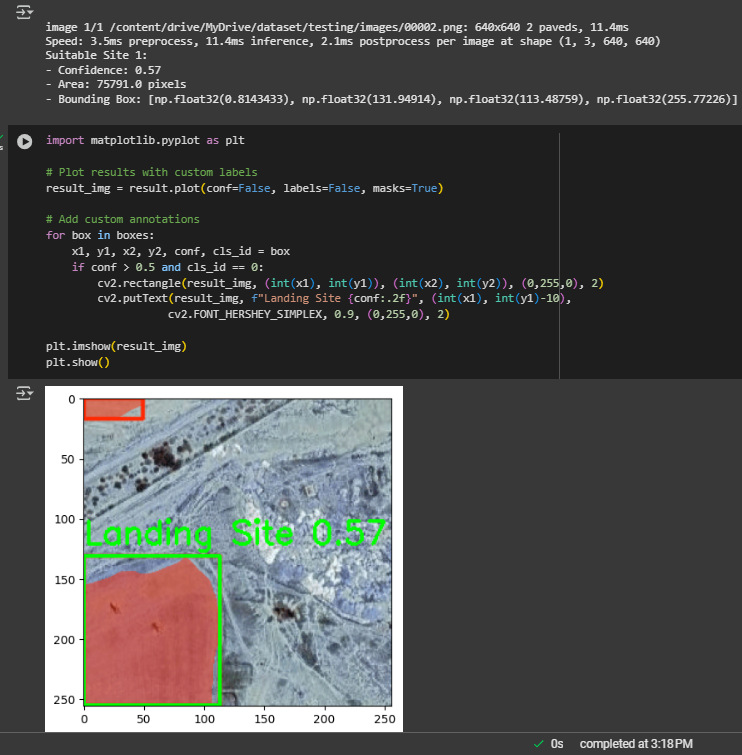 image 1/1 /content/drive/MyDrive/dataset/testing/images/00002.png: 640x640 2 paveds, 11.4ms
Speed: 3.5ms preprocess, 11.4ms inference, 2.1ms postprocess per image at shape (1, 3, 640, 640)
Suitable Site 1:
- Confidence: 0.57
- Area: 75791.0 pixels
- Bounding Box: [np.float32(0.8143433), np.float32(131.94914), np.float32(113.48759), np.float32(255.77226)]
s
import matplotlib.pyplot as plt
# Plot results with custom labels
result_img = result.plot(conf=False, labels=False, masks=True)
# Add custom annotations
for box in boxes:
x1, y1, x2, y2, conf, cls_id = box
if conf > 0.5 and cls_id == 0:
cv2.rectangle(result_img, (int(x1), int(y1)), (int(x2), int(y2)), (0,255,0), 2)
cv2.putText(result_img, f"Landing Site {conf:.2f}", (int(x1), int(y1)-10),
cv2.FONT_HERSHEY_SIMPLEX, 0.9, (0,255,0), 2)
plt.imshow(result_img)
plt.show()
0
50
100
Landing Site 0.57
150
200
250
0 50 100 150 200 250
0s completed at 3:18 PM